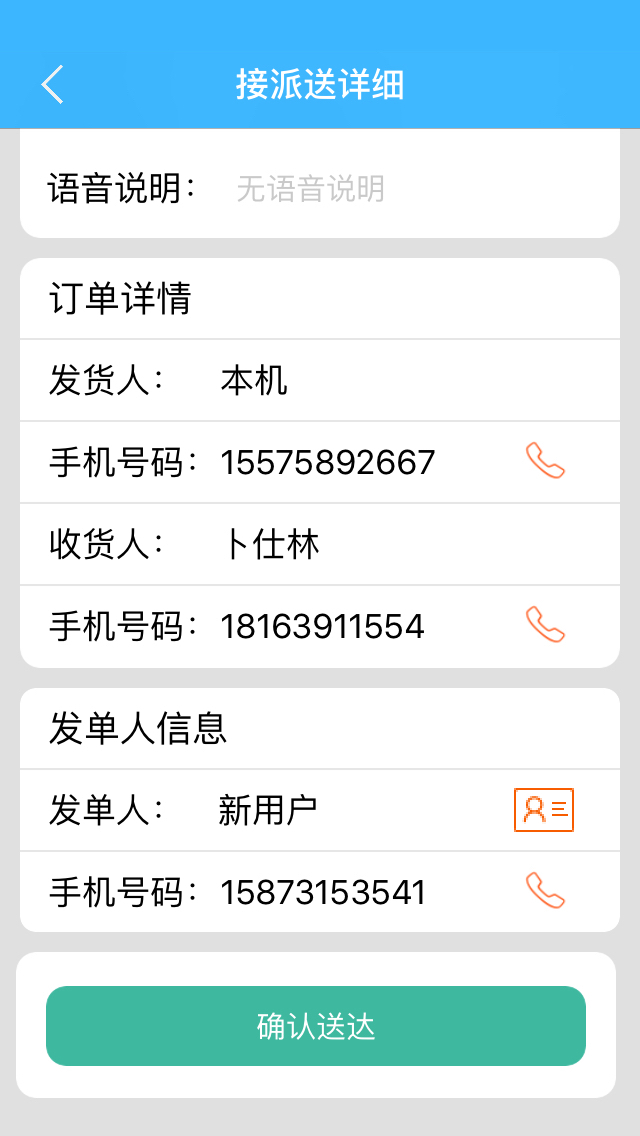 接派送详细
语音说明： 无语音说明
订单详情
发货人： 本机
手机号码： 15575892667
收货人： 卜仕林
手机号码： 18163911554
发单人信息
发单人： 新用户
手机号码： 15873153541
确认送达